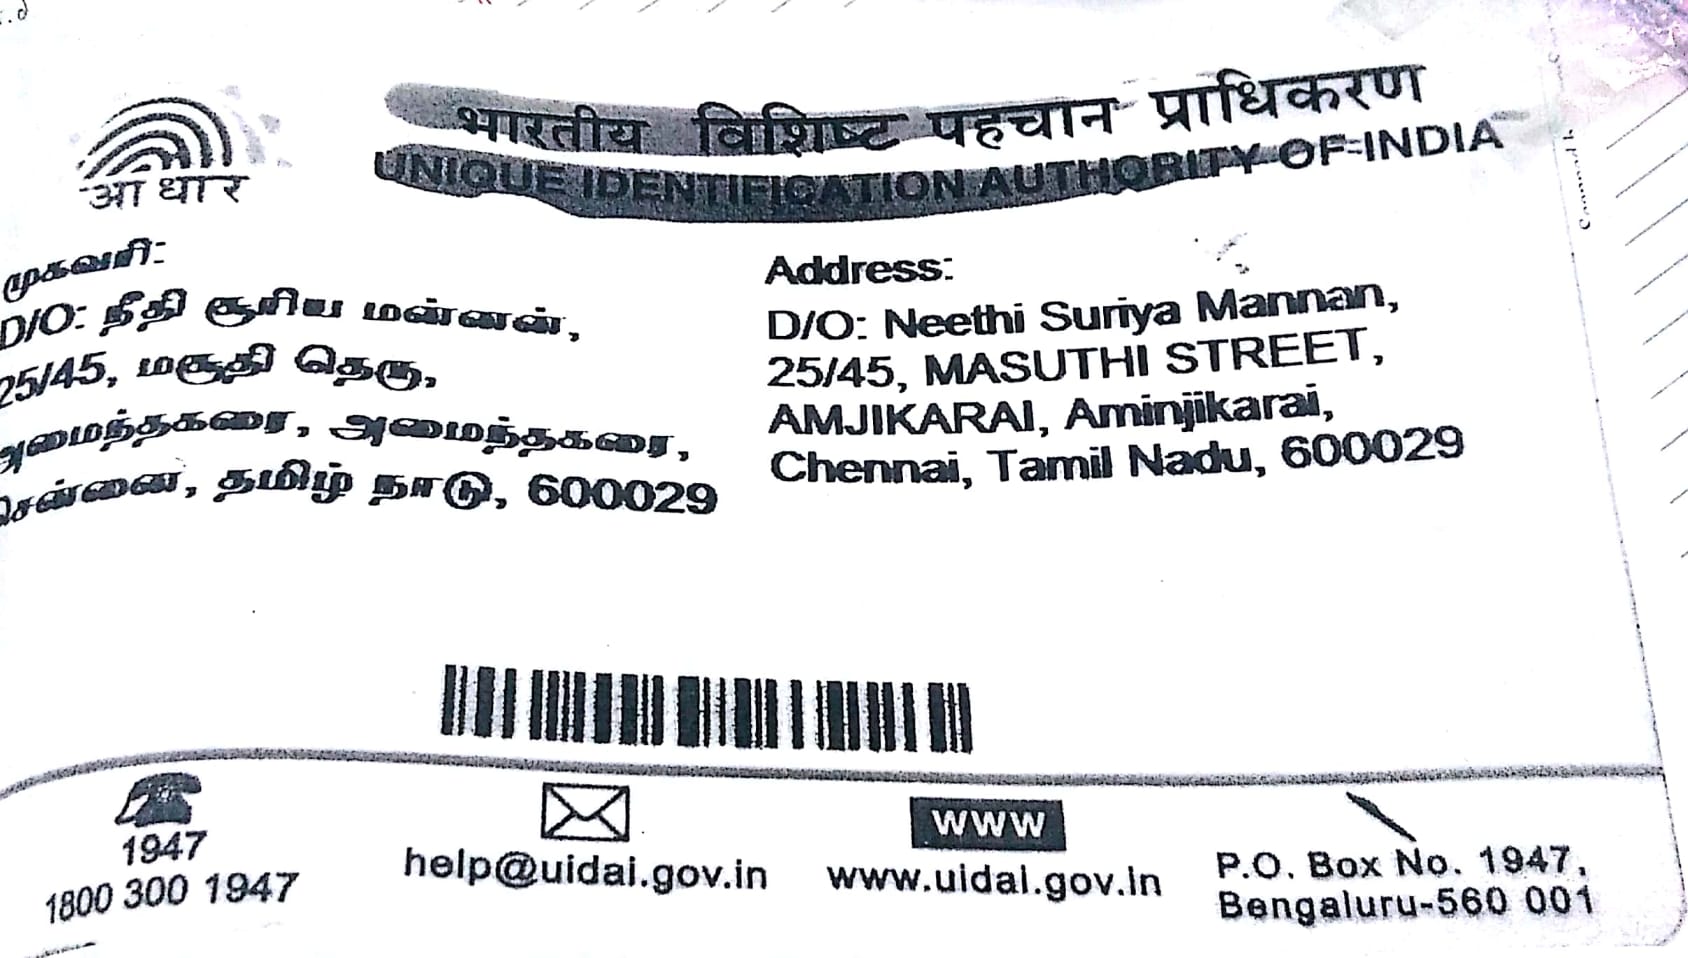 आधार
भारतीय विशिष्ट पहचान प्राधिकरण
UNIQUE IDENTIFICATION AUTHORITY OF INDIA
முகவரி:
D/O: நீதி சூரிய மன்னன்,
25/45, மசூதி தெரு,
அமைந்தகரை, அமைந்தகரை,
சென்னை, தமிழ் நாடு, 600029
Address:
D/O: Neethi Suriya Mannan,
25/45, MASUTHI STREET,
AMJIKARAI, Aminjikarai,
Chennai, Tamil Nadu, 600029
1947
1800 300 1947
help@uidai.gov.in
WWW
www.uidai.gov.in
P.O. Box No. 1947,
Bengaluru-560 001